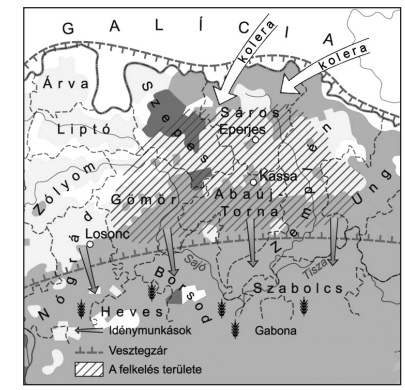 GALÍCIA
kolera
kolera
Árva
Szepes
Sáros
Liptó
Eperjes
Zólyom
Kassa
Zemplén
Ung
Gömör
Abaúj-
Torna
Losonc
Nógrád
Sajó
Tisza
Borsod
Szabolcs
Heves
Gabona
Idénymunkások
Vesztegzár
A felkelés területe